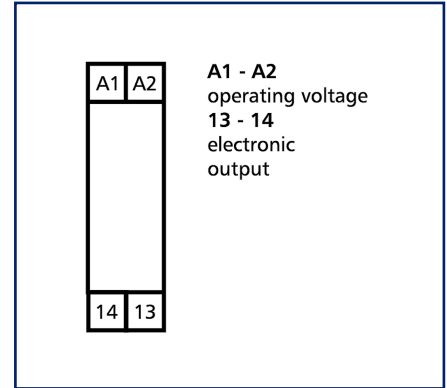 A1 A2
A1 - A2
operating voltage
13 - 14
electronic
output
14 13